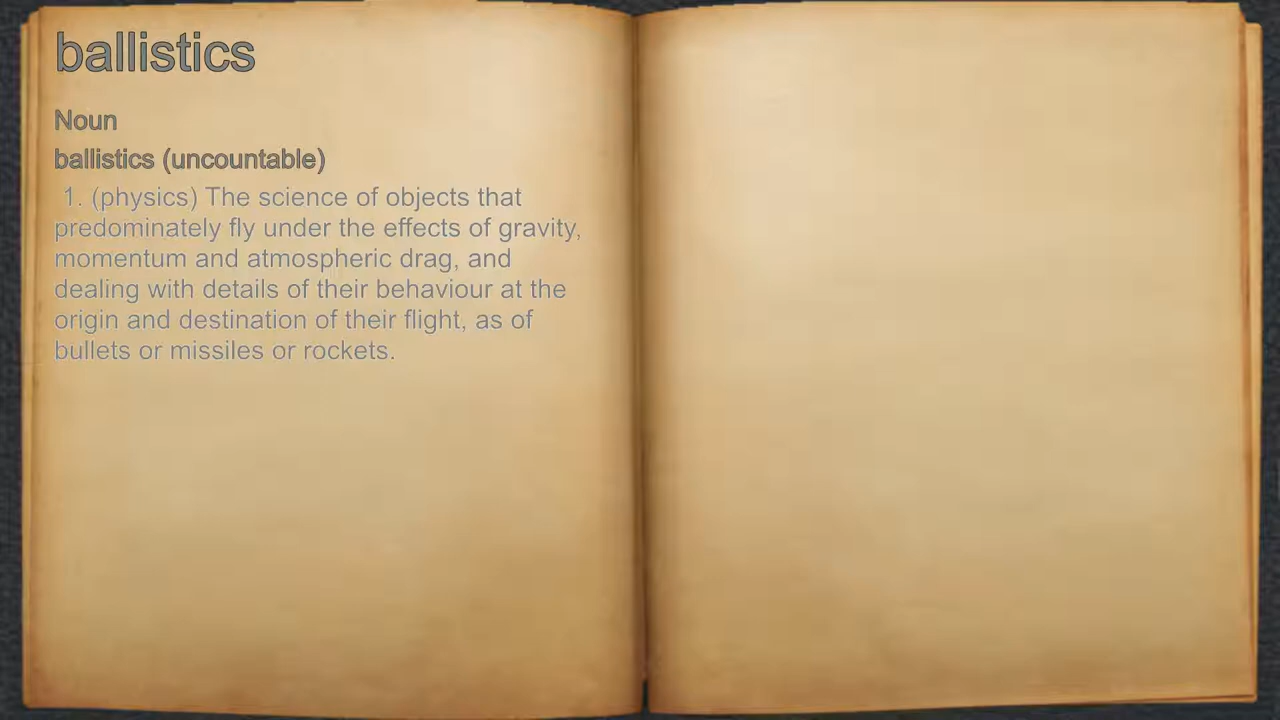 ballistics
Noun
ballistics (uncountable)
1. (physics) The science of objects that
predominately fly under the effects of gravity,
momentum and atmospheric drag, and
dealing with details of their behaviour at the
origin and destination of their flight, as of
bullets or missiles or rockets.